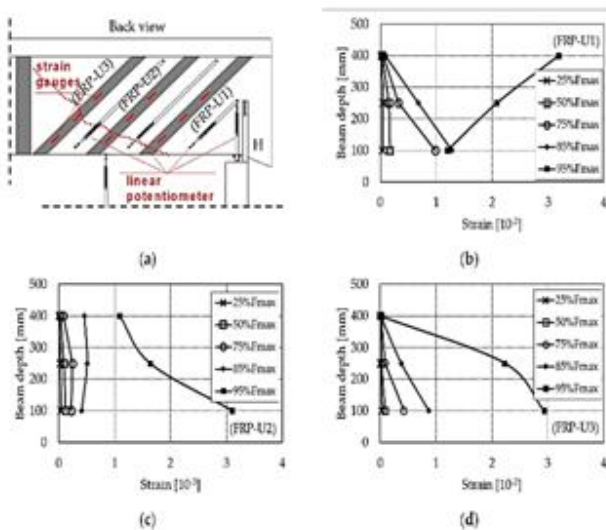 Back view
strain
gauges
(FRP-U3)
(FRP-U2)
(FRP-U1)
H
linear
potentiometer
(a)
(FRP-U1)
Beam depth [mm]
500
400
300
200
100
0
25%Fmax
50%Fmax
75%Fmax
85%Fmax
95%Fmax
0 1 2 3 4
Strain [10⁻³]
(b)
Beam depth [mm]
500
400
300
200
100
0
25%Fmax
50%Fmax
75%Fmax
85%Fmax
95%Fmax
(FRP-U2)
0 1 2 3 4
Strain [10⁻³]
(c)
Beam depth [mm]
500
400
300
200
100
0
25%Fmax
50%Fmax
75%Fmax
85%Fmax
95%Fmax
(FRP-U3)
0 1 2 3 4
Strain [10⁻³]
(d)